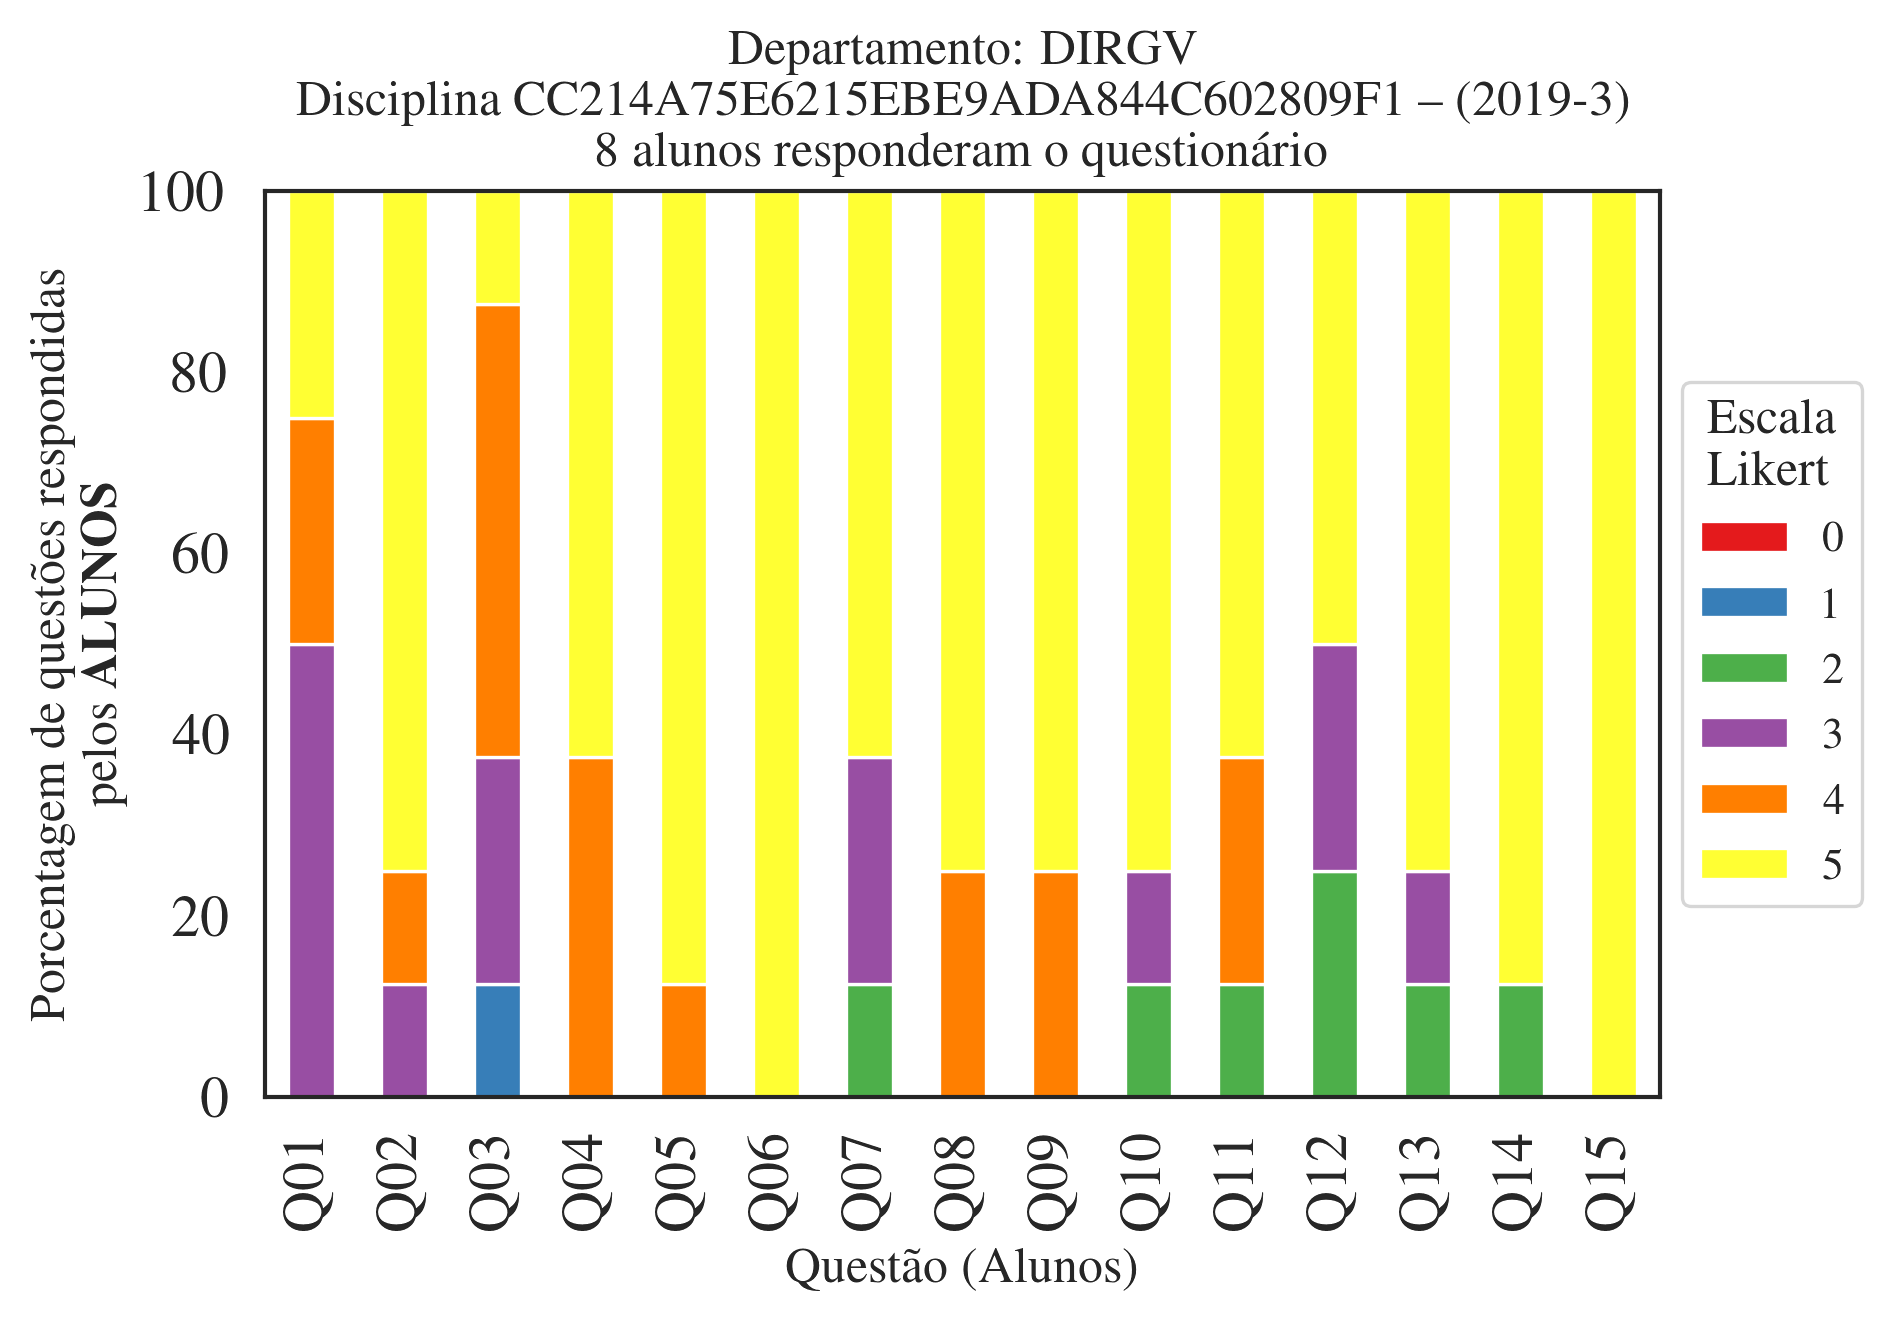 Departamento: DIRGV
Disciplina CC214A75E6215EBE9ADA844C602809F1 – (2019-3)
8 alunos responderam o questionário
Porcentagem de questões respondidas
pelos ALUNOS
100
80
60
40
20
0
Q01
Q02
Q03
Q04
Q05
Q06
Q07
Q08
Q09
Q10
Q11
Q12
Q13
Q14
Q15
Questão (Alunos)
Escala
Likert
0
1
2
3
4
5